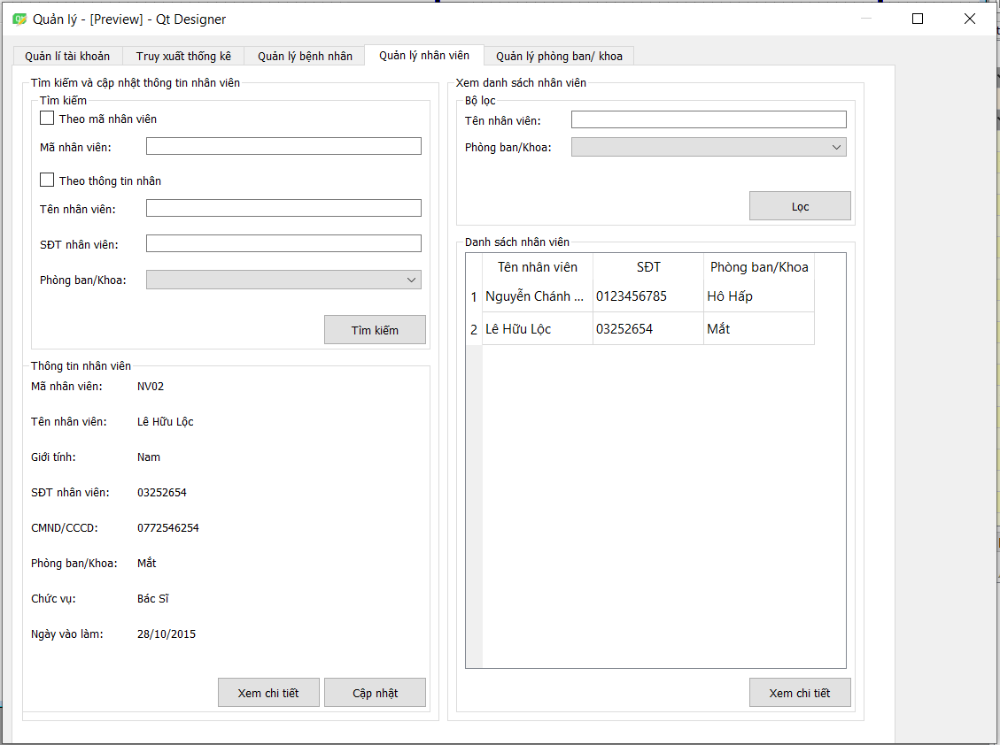 Quản lý - [Preview] - Qt Designer
Quản lí tài khoản
Truy xuất thống kê
Quản lý bệnh nhân
Quản lý nhân viên
Quản lý phòng ban/ khoa
Tìm kiếm và cập nhật thông tin nhân viên
Tìm kiếm
Theo mã nhân viên
Mã nhân viên:
Theo thông tin nhân
Tên nhân viên:
SĐT nhân viên:
Phòng ban/Khoa:
Tìm kiếm
Thông tin nhân viên
Mã nhân viên: NV02
Tên nhân viên: Lê Hữu Lộc
Giới tính: Nam
SĐT nhân viên: 03252654
CMND/CCCD: 0772546254
Phòng ban/Khoa: Mắt
Chức vụ: Bác Sĩ
Ngày vào làm: 28/10/2015
Xem chi tiết
Cập nhật
Xem danh sách nhân viên
Bộ lọc
Tên nhân viên:
Phòng ban/Khoa:
Lọc
Danh sách nhân viên
Tên nhân viên SĐT Phòng ban/Khoa
1 Nguyễn Chánh ... 0123456785 Hô Hấp
2 Lê Hữu Lộc 03252654 Mắt
Xem chi tiết